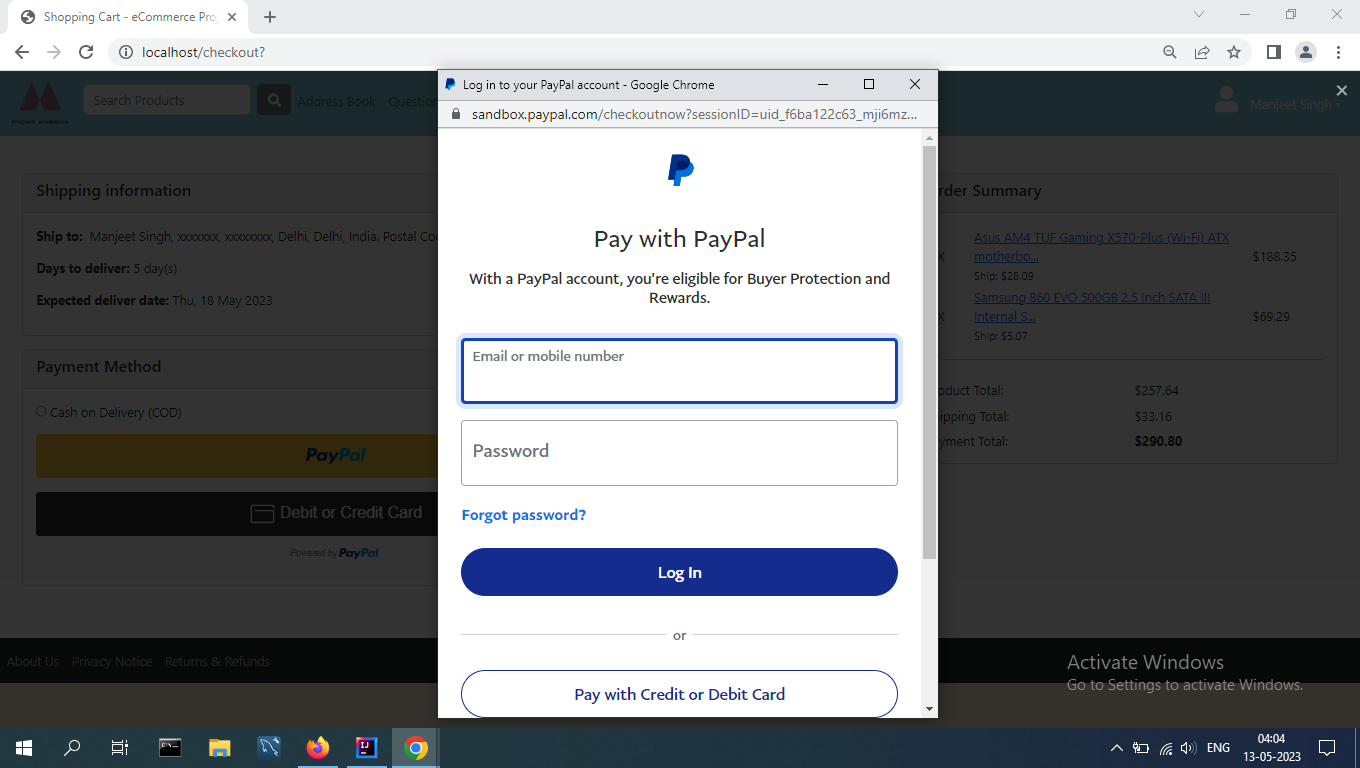 Shopping Cart - eCommerce Pro
localhost/checkout?
PROJECT ECOMMERCE
Search Products
Address Book
Question
Manjeet Singh
Log in to your PayPal account - Google Chrome
sandbox.paypal.com/checkoutnow?sessionID=uid_f6ba122c63_mji6mz...
Pay with PayPal
With a PayPal account, you're eligible for Buyer Protection and
Rewards.
Email or mobile number
Password
Forgot password?
Log In
or
Pay with Credit or Debit Card
Shipping information
Ship to: Manjeet Singh, xxxxxxx, xxxxxxxx, Delhi, Delhi, India. Postal Co
Days to deliver: 5 day(s)
Expected deliver date: Thu, 18 May 2023
Payment Method
Cash on Delivery (COD)
PayPal
Debit or Credit Card
Powered by PayPal
rder Summary
X Asus AM4 TUF Gaming X570-Plus (Wi-Fi) ATX
motherbo... $188.35
Ship: $28.09
X Samsung 860 EVO 500GB 2.5 Inch SATA III
Internal S... $69.29
Ship: $5.07
oduct Total: $257.64
ipping Total: $33.16
yment Total: $290.80
About Us Privacy Notice Returns & Refunds
Activate Windows
Go to Settings to activate Windows.
ENG
04:04
13-05-2023